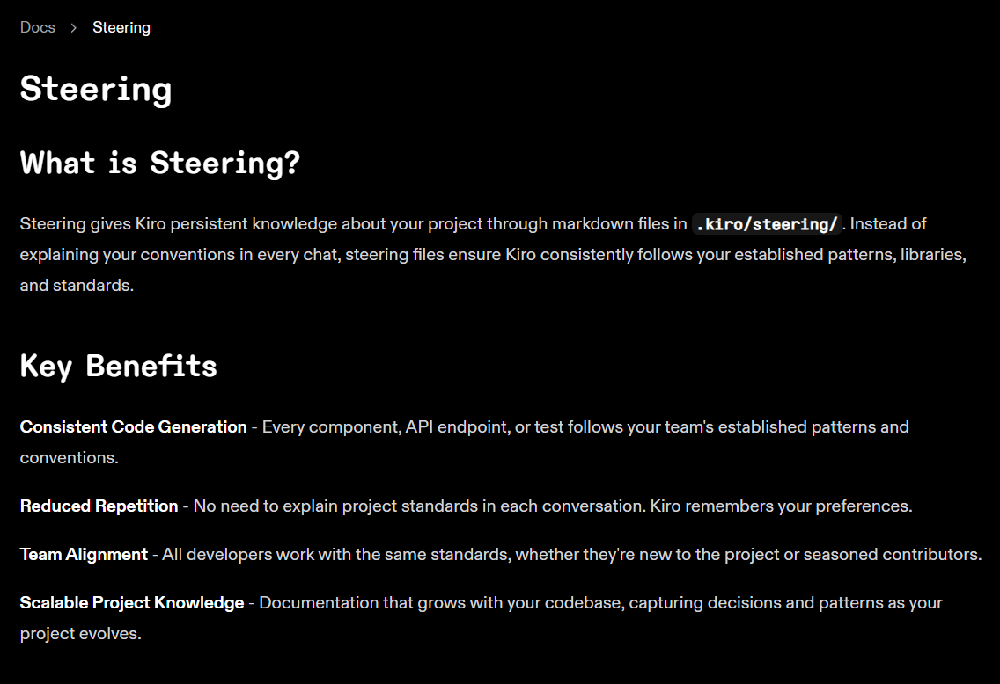 Docs > Steering
Steering
What is Steering?
Steering gives Kiro persistent knowledge about your project through markdown files in .kiro/steering/. Instead of
explaining your conventions in every chat, steering files ensure Kiro consistently follows your established patterns, libraries,
and standards.
Key Benefits
Consistent Code Generation - Every component, API endpoint, or test follows your team's established patterns and
conventions.
Reduced Repetition - No need to explain project standards in each conversation. Kiro remembers your preferences.
Team Alignment - All developers work with the same standards, whether they're new to the project or seasoned contributors.
Scalable Project Knowledge - Documentation that grows with your codebase, capturing decisions and patterns as your
project evolves.